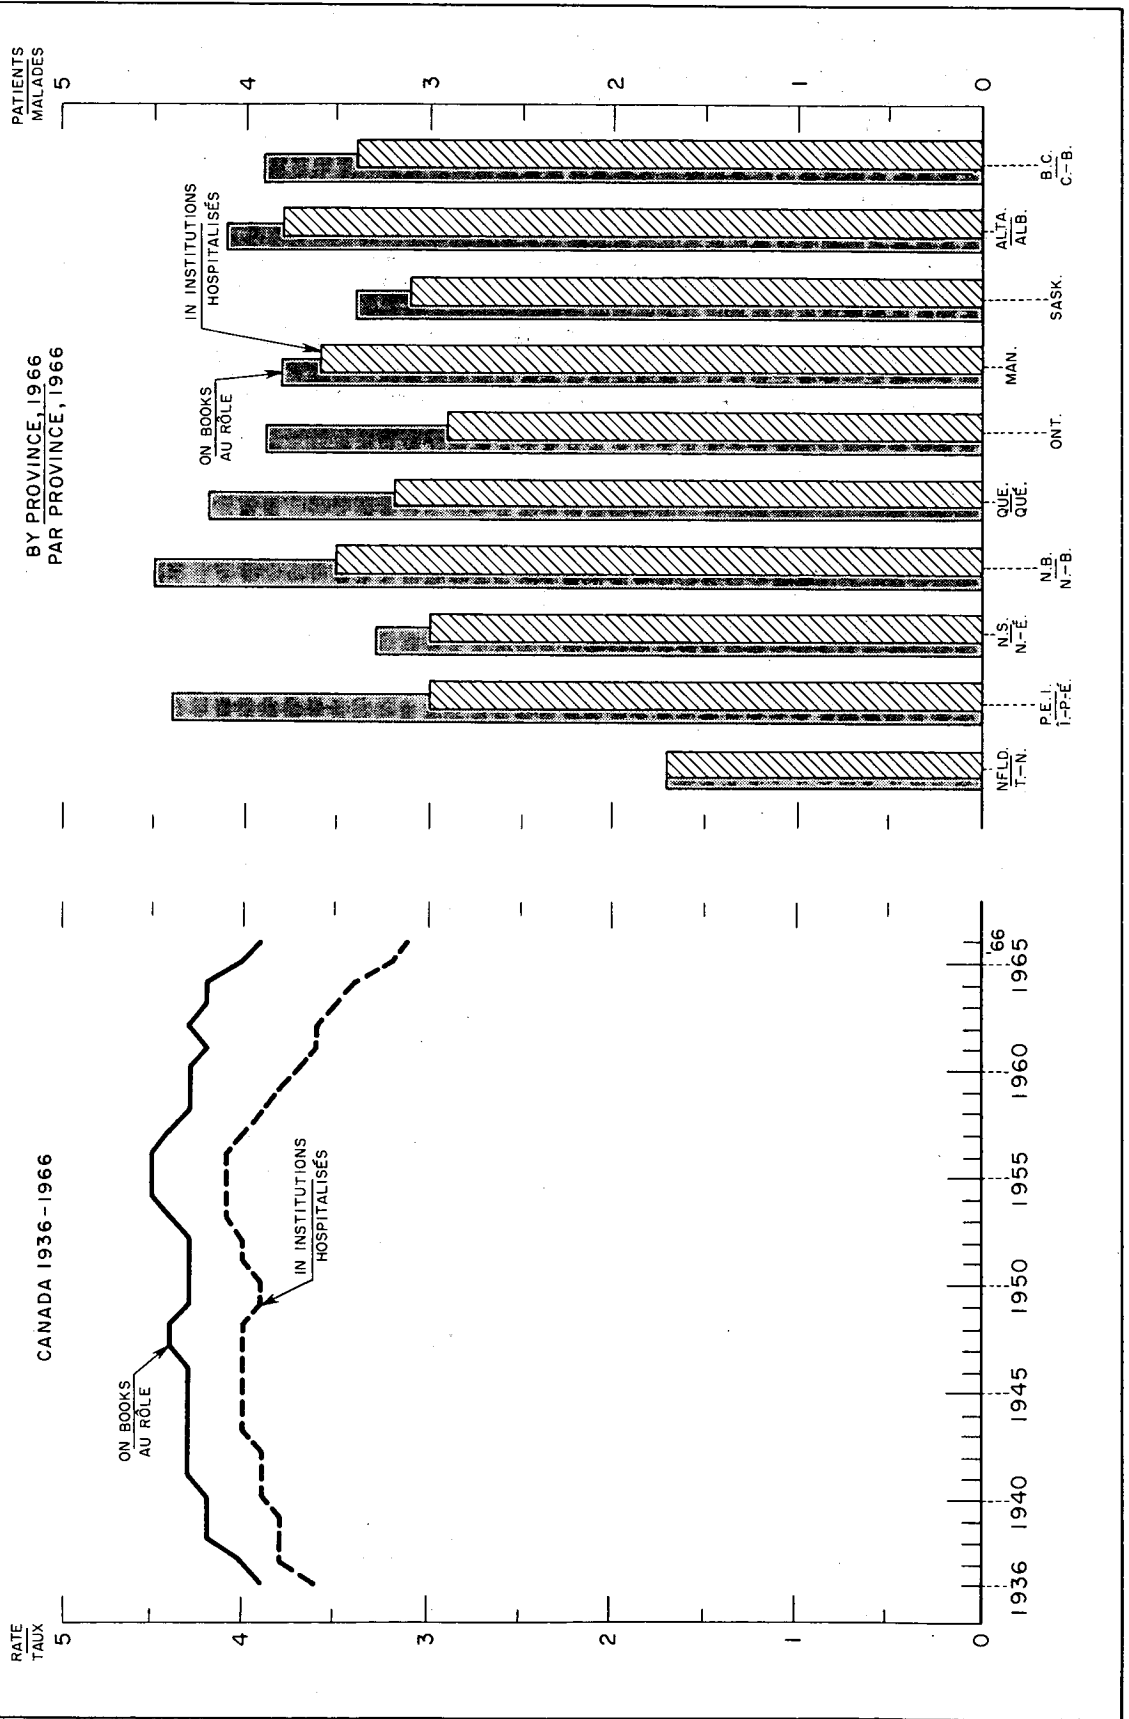 RATE
TAUX
CANADA 1936-1966
5
4
3
2
1
0
ON BOOKS
AU RÔLE
IN INSTITUTIONS
HOSPITALISÉS
1936
1940
1945
1950
1955
1960
1965
'66
BY PROVINCE, 1966
PAR PROVINCE, 1966
PATIENTS
MALADES
5
4
3
2
1
0
ON BOOKS
AU RÔLE
IN INSTITUTIONS
HOSPITALISÉS
NFLD.
T.-N.
P.E.I.
Î.-P.-É.
N.S.
N.-É.
N.B.
N.-B.
QUE.
QUÉ.
ONT.
MAN.
SASK.
ALTA.
ALB.
B.C.
C.-B.